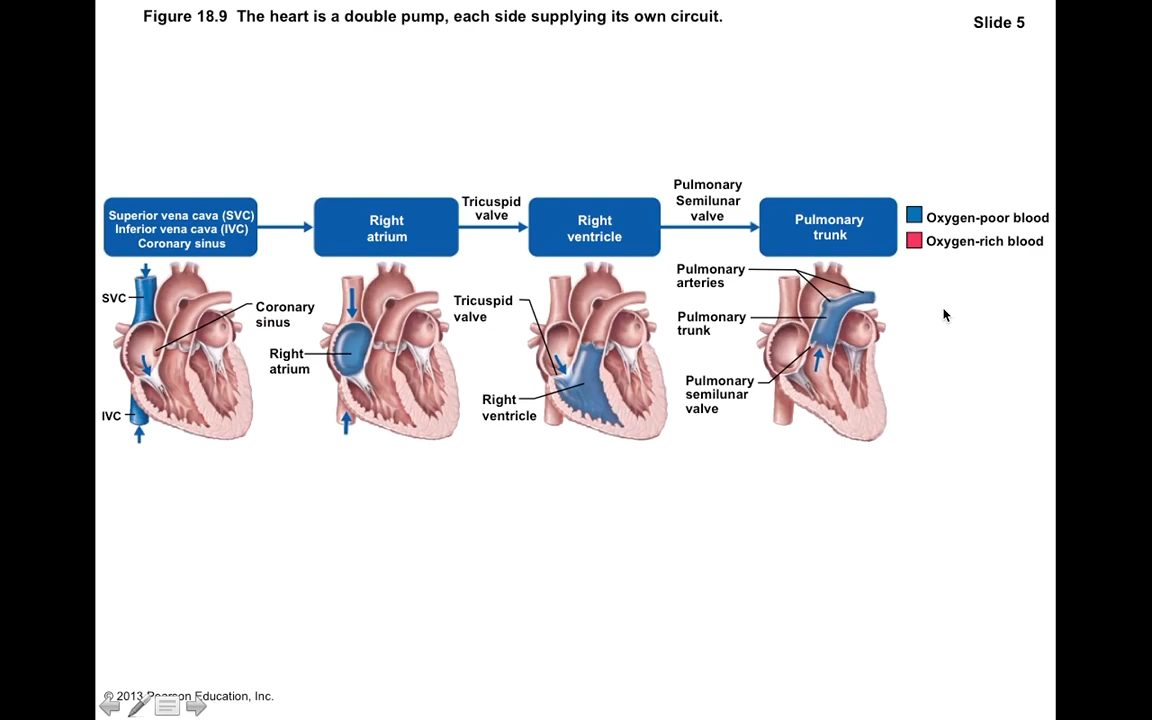 Figure 18.9 The heart is a double pump, each side supplying its own circuit.
Slide 5
Superior vena cava (SVC)
Inferior vena cava (IVC)
Coronary sinus
Right
atrium
Tricuspid
valve
Right
ventricle
Pulmonary
Semilunar
valve
Pulmonary
trunk
Oxygen-poor blood
Oxygen-rich blood
SVC
Coronary
sinus
IVC
Right
atrium
Tricuspid
valve
Right
ventricle
Pulmonary
arteries
Pulmonary
trunk
Pulmonary
semilunar
valve
© 2013 Pearson Education, Inc.